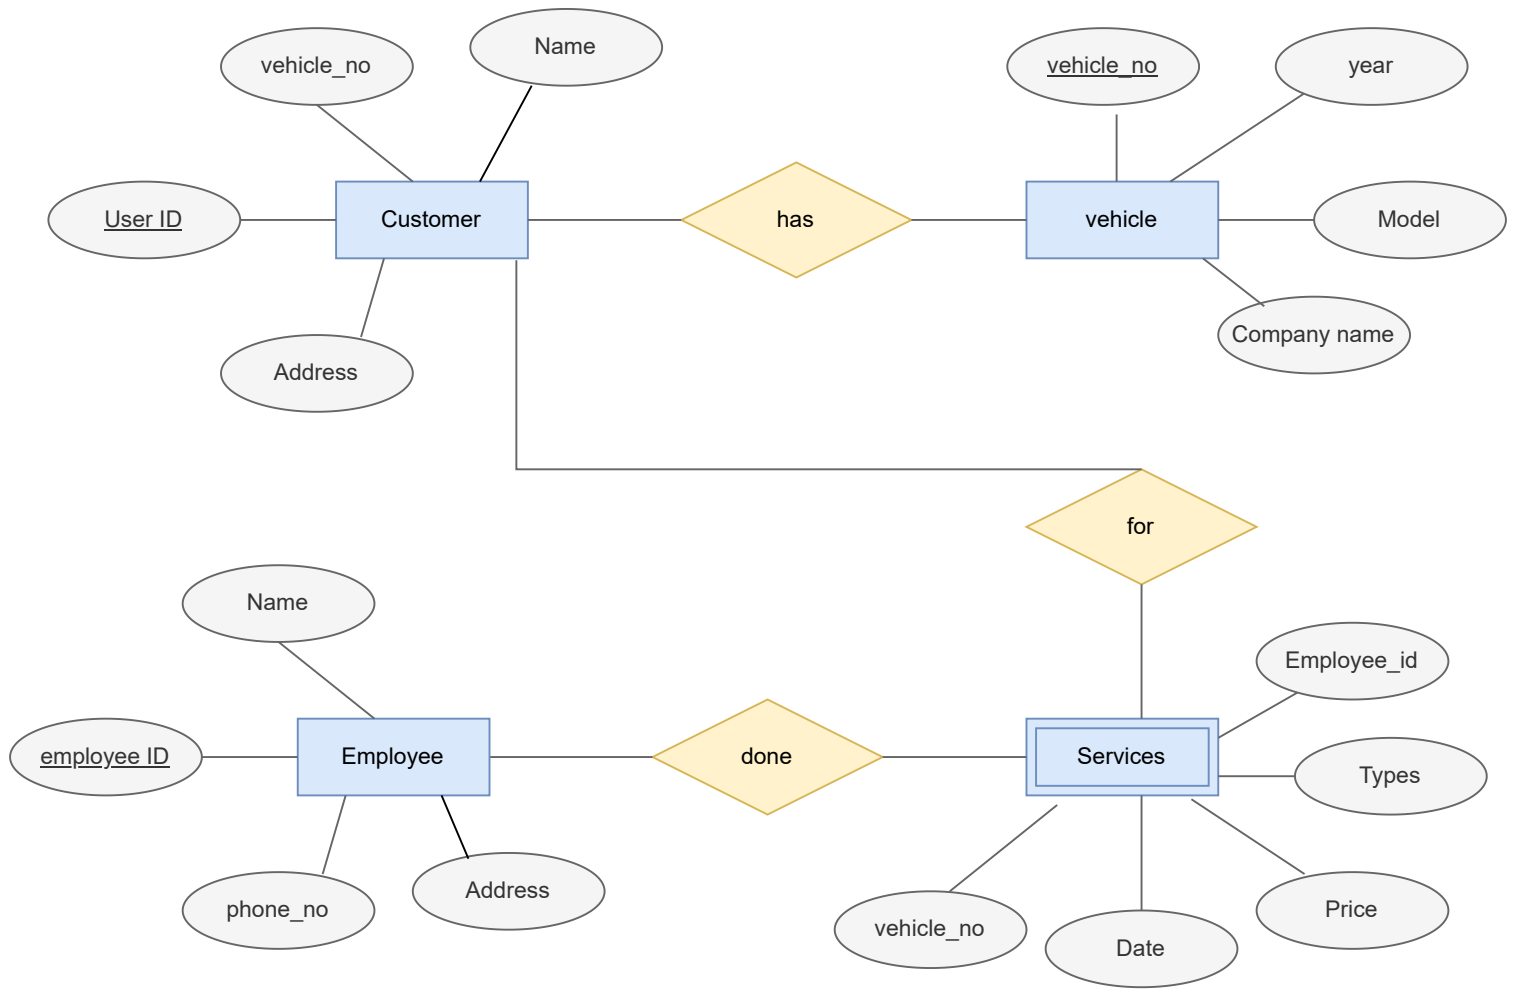 Name
vehicle_no
vehicle_no
year
User ID
Customer
has
vehicle
Model
Company name
Address
for
Name
Employee_id
employee ID
Employee
done
Services
Types
phone_no
Address
vehicle_no
Date
Price